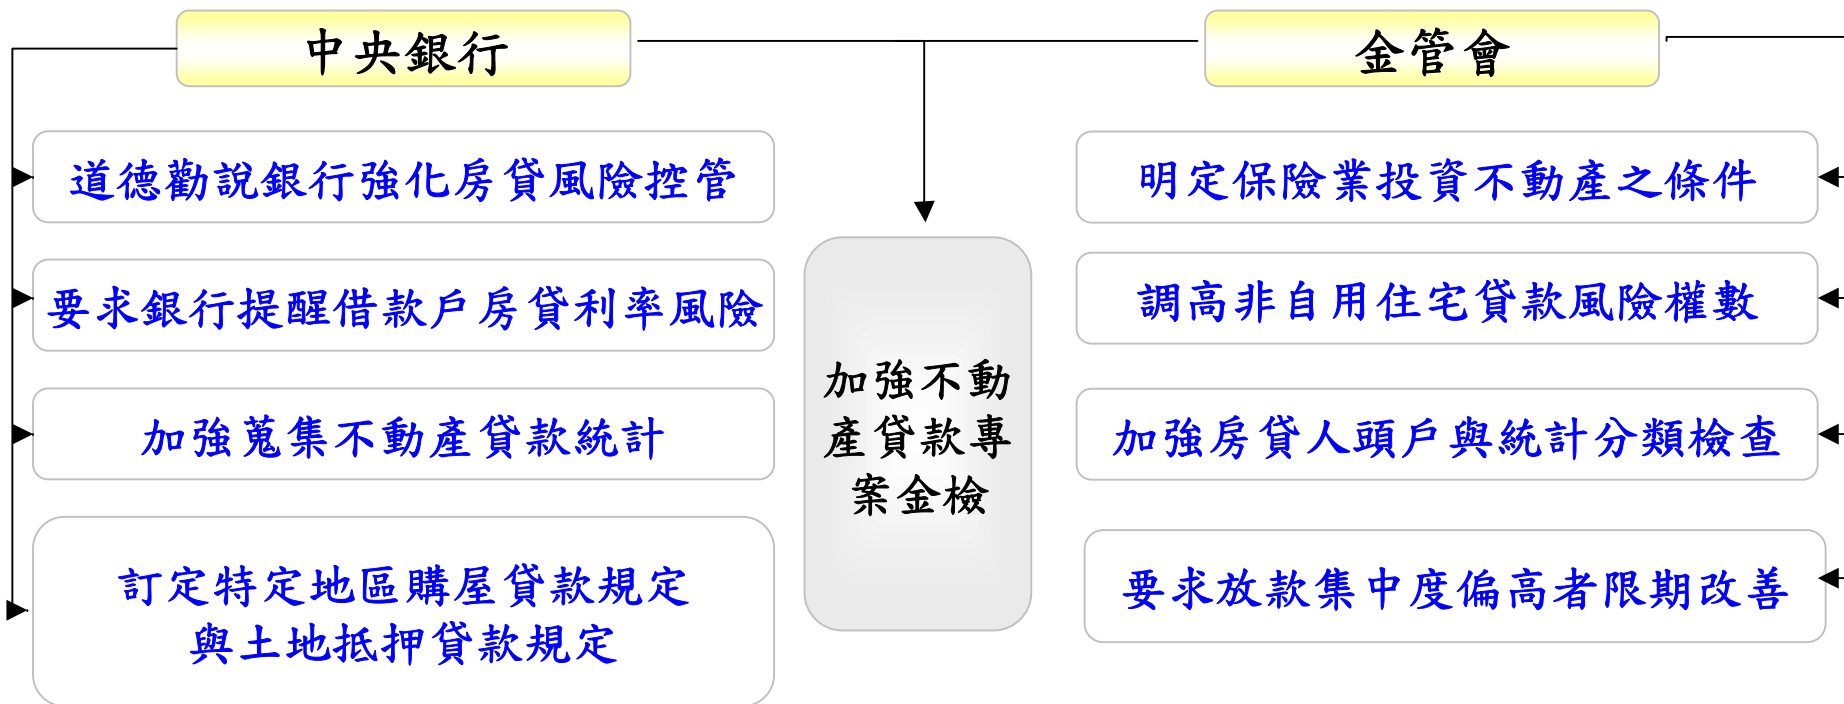 中央銀行
金管會
道德勸說銀行強化房貸風險控管
要求銀行提醒借款戶房貸利率風險
加強蒐集不動產貸款統計
訂定特定地區購屋貸款規定
與土地抵押貸款規定
加強不動
產貸款專
案金檢
明定保險業投資不動產之條件
調高非自用住宅貸款風險權數
加強房貸人頭戶與統計分類檢查
要求放款集中度偏高者限期改善